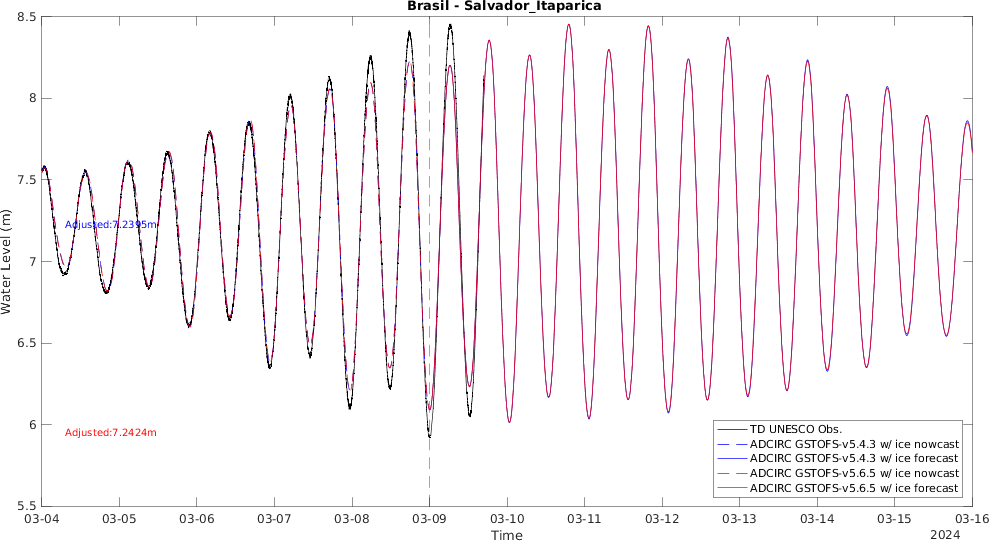 Brasil - Salvador_Itaparica
8.5
8
7.5
7
6.5
6
5.5
Water Level (m)
Adjusted:7.2395m
Adjusted:7.2424m
TD UNESCO Obs.
ADCIRC GSTOFS-v5.4.3 w/ ice nowcast
ADCIRC GSTOFS-v5.4.3 w/ ice forecast
ADCIRC GSTOFS-v5.6.5 w/ ice nowcast
ADCIRC GSTOFS-v5.6.5 w/ ice forecast
03-04 03-05 03-06 03-07 03-08 03-09 03-10 03-11 03-12 03-13 03-14 03-15 03-16
Time
2024